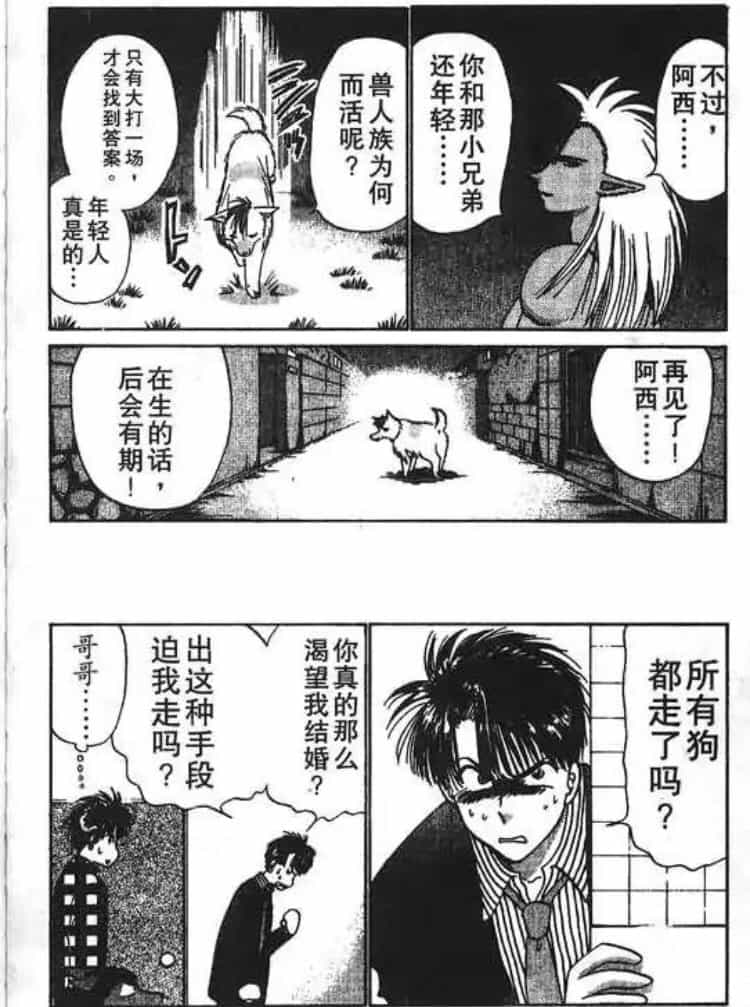 不过，
阿西……
你和那小兄弟
还年轻……
兽人族为何
而活呢？
只有大打一场，
才会找到答案。
年轻人
真是的…
再见了！
阿西……
在生的话，
后会有期！
所有狗
都走了吗？
你真的那么
渴望我结婚？
出这种手段
迫我走吗？
哥哥……